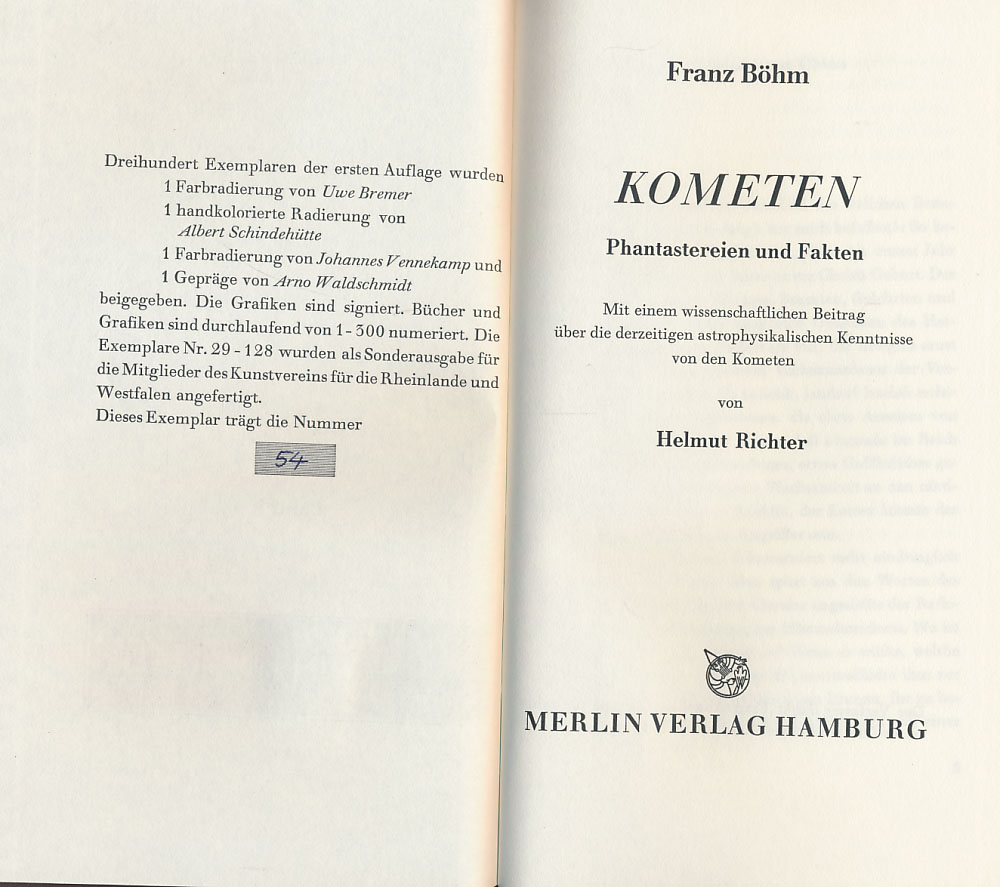 Dreihundert Exemplaren der ersten Auflage wurden
1 Farbradierung von Uwe Bremer
1 handkolorierte Radierung von
Albert Schindehütte
1 Farbradierung von Johannes Vennekamp und
1 Gepräge von Arno Waldschmidt
beigegeben. Die Grafiken sind signiert. Bücher und
Grafiken sind durchlaufend von 1-300 numeriert. Die
Exemplare Nr. 29-128 wurden als Sonderausgabe für
die Mitglieder des Kunstvereins für die Rheinlande und
Westfalen angefertigt.
Dieses Exemplar trägt die Nummer
54
Franz Böhm
KOMETEN
Phantastereien und Fakten
Mit einem wissenschaftlichen Beitrag
über die derzeitigen astrophysikalischen Kenntnisse
von den Kometen
von
Helmut Richter
MERLIN VERLAG HAMBURG